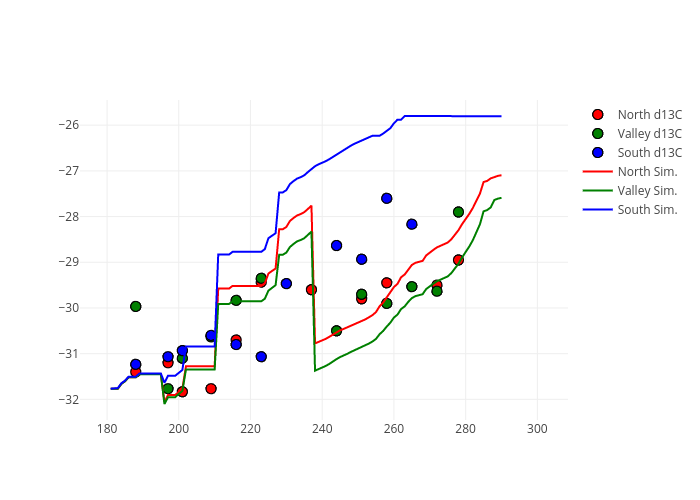 −26
−27
−28
−29
−30
−31
−32
180 200 220 240 260 280 300
North d13C
Valley d13C
South d13C
North Sim.
Valley Sim.
South Sim.